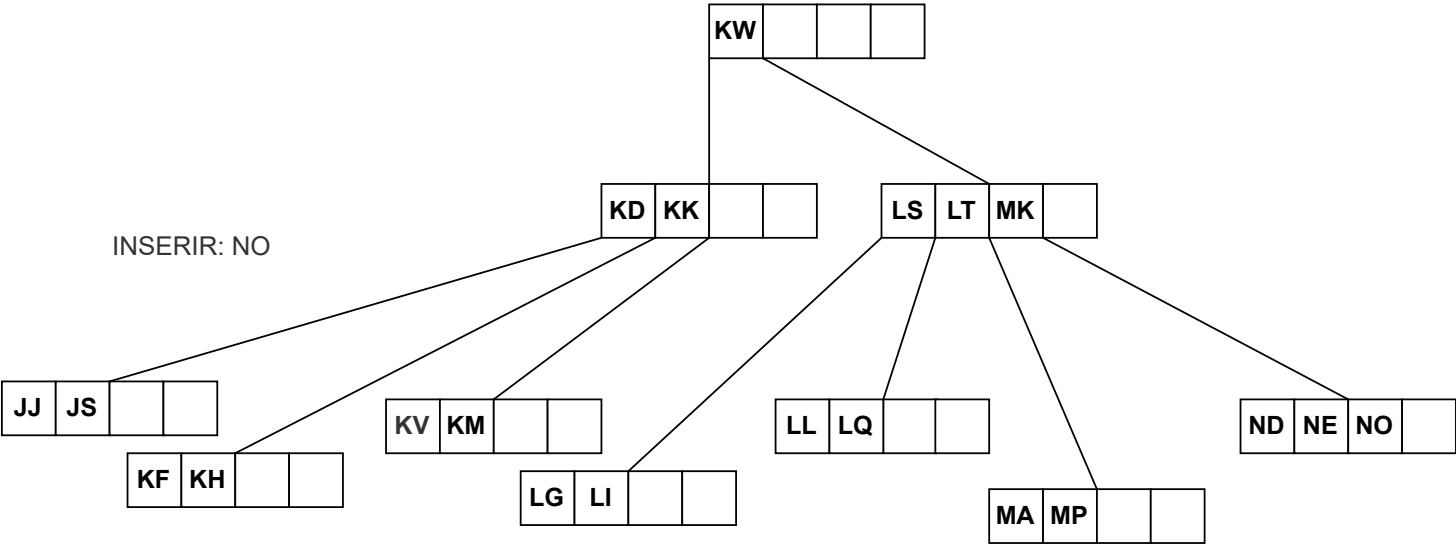 KW
KD KK
LS LT MK
INSERIR: NO
JJ JS
KF KH
KV KM
LG LI
LL LQ
MA MP
ND NE NO